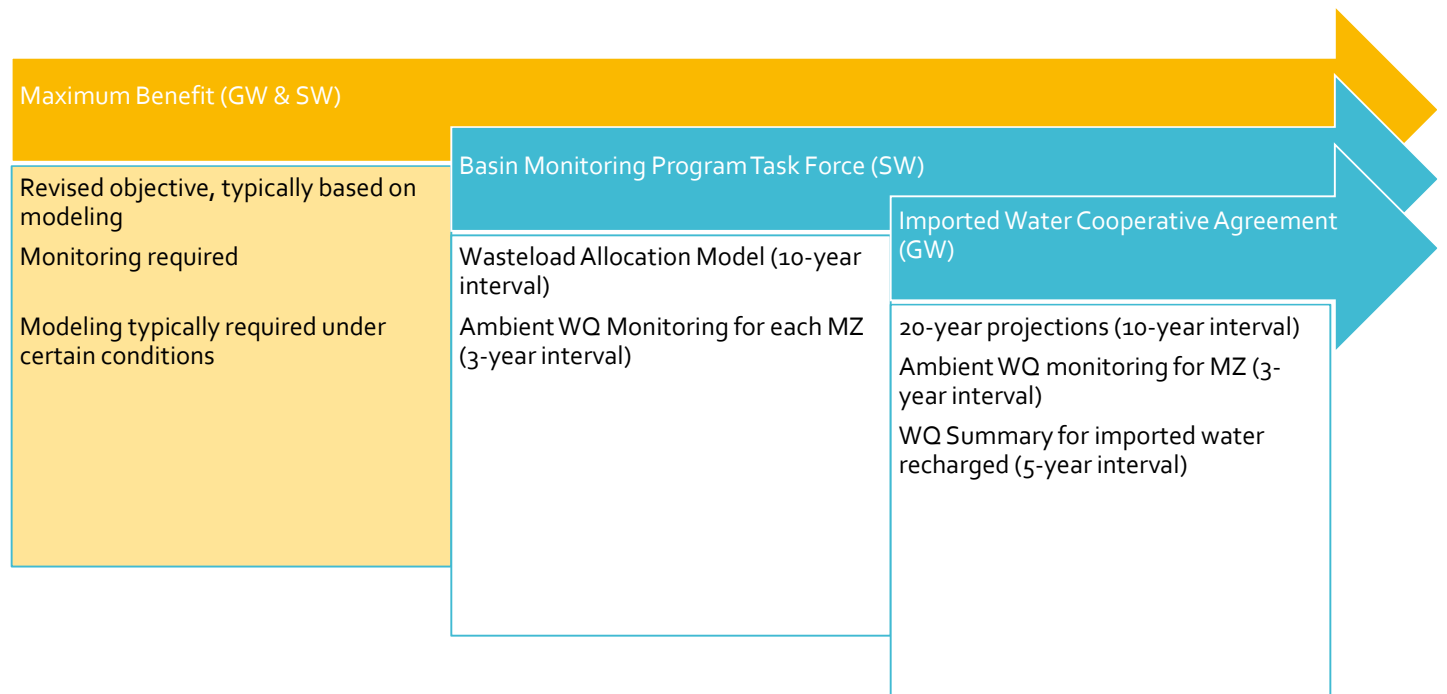 Maximum Benefit (GW & SW)
Revised objective, typically based on
modeling
Monitoring required
Modeling typically required under
certain conditions
Basin Monitoring Program Task Force (SW)
Wasteload Allocation Model (10-year
interval)
Ambient WQ Monitoring for each MZ
(3-year interval)
Imported Water Cooperative Agreement
(GW)
20-year projections (10-year interval)
Ambient WQ monitoring for MZ (3-
year interval)
WQ Summary for imported water
recharged (5-year interval)